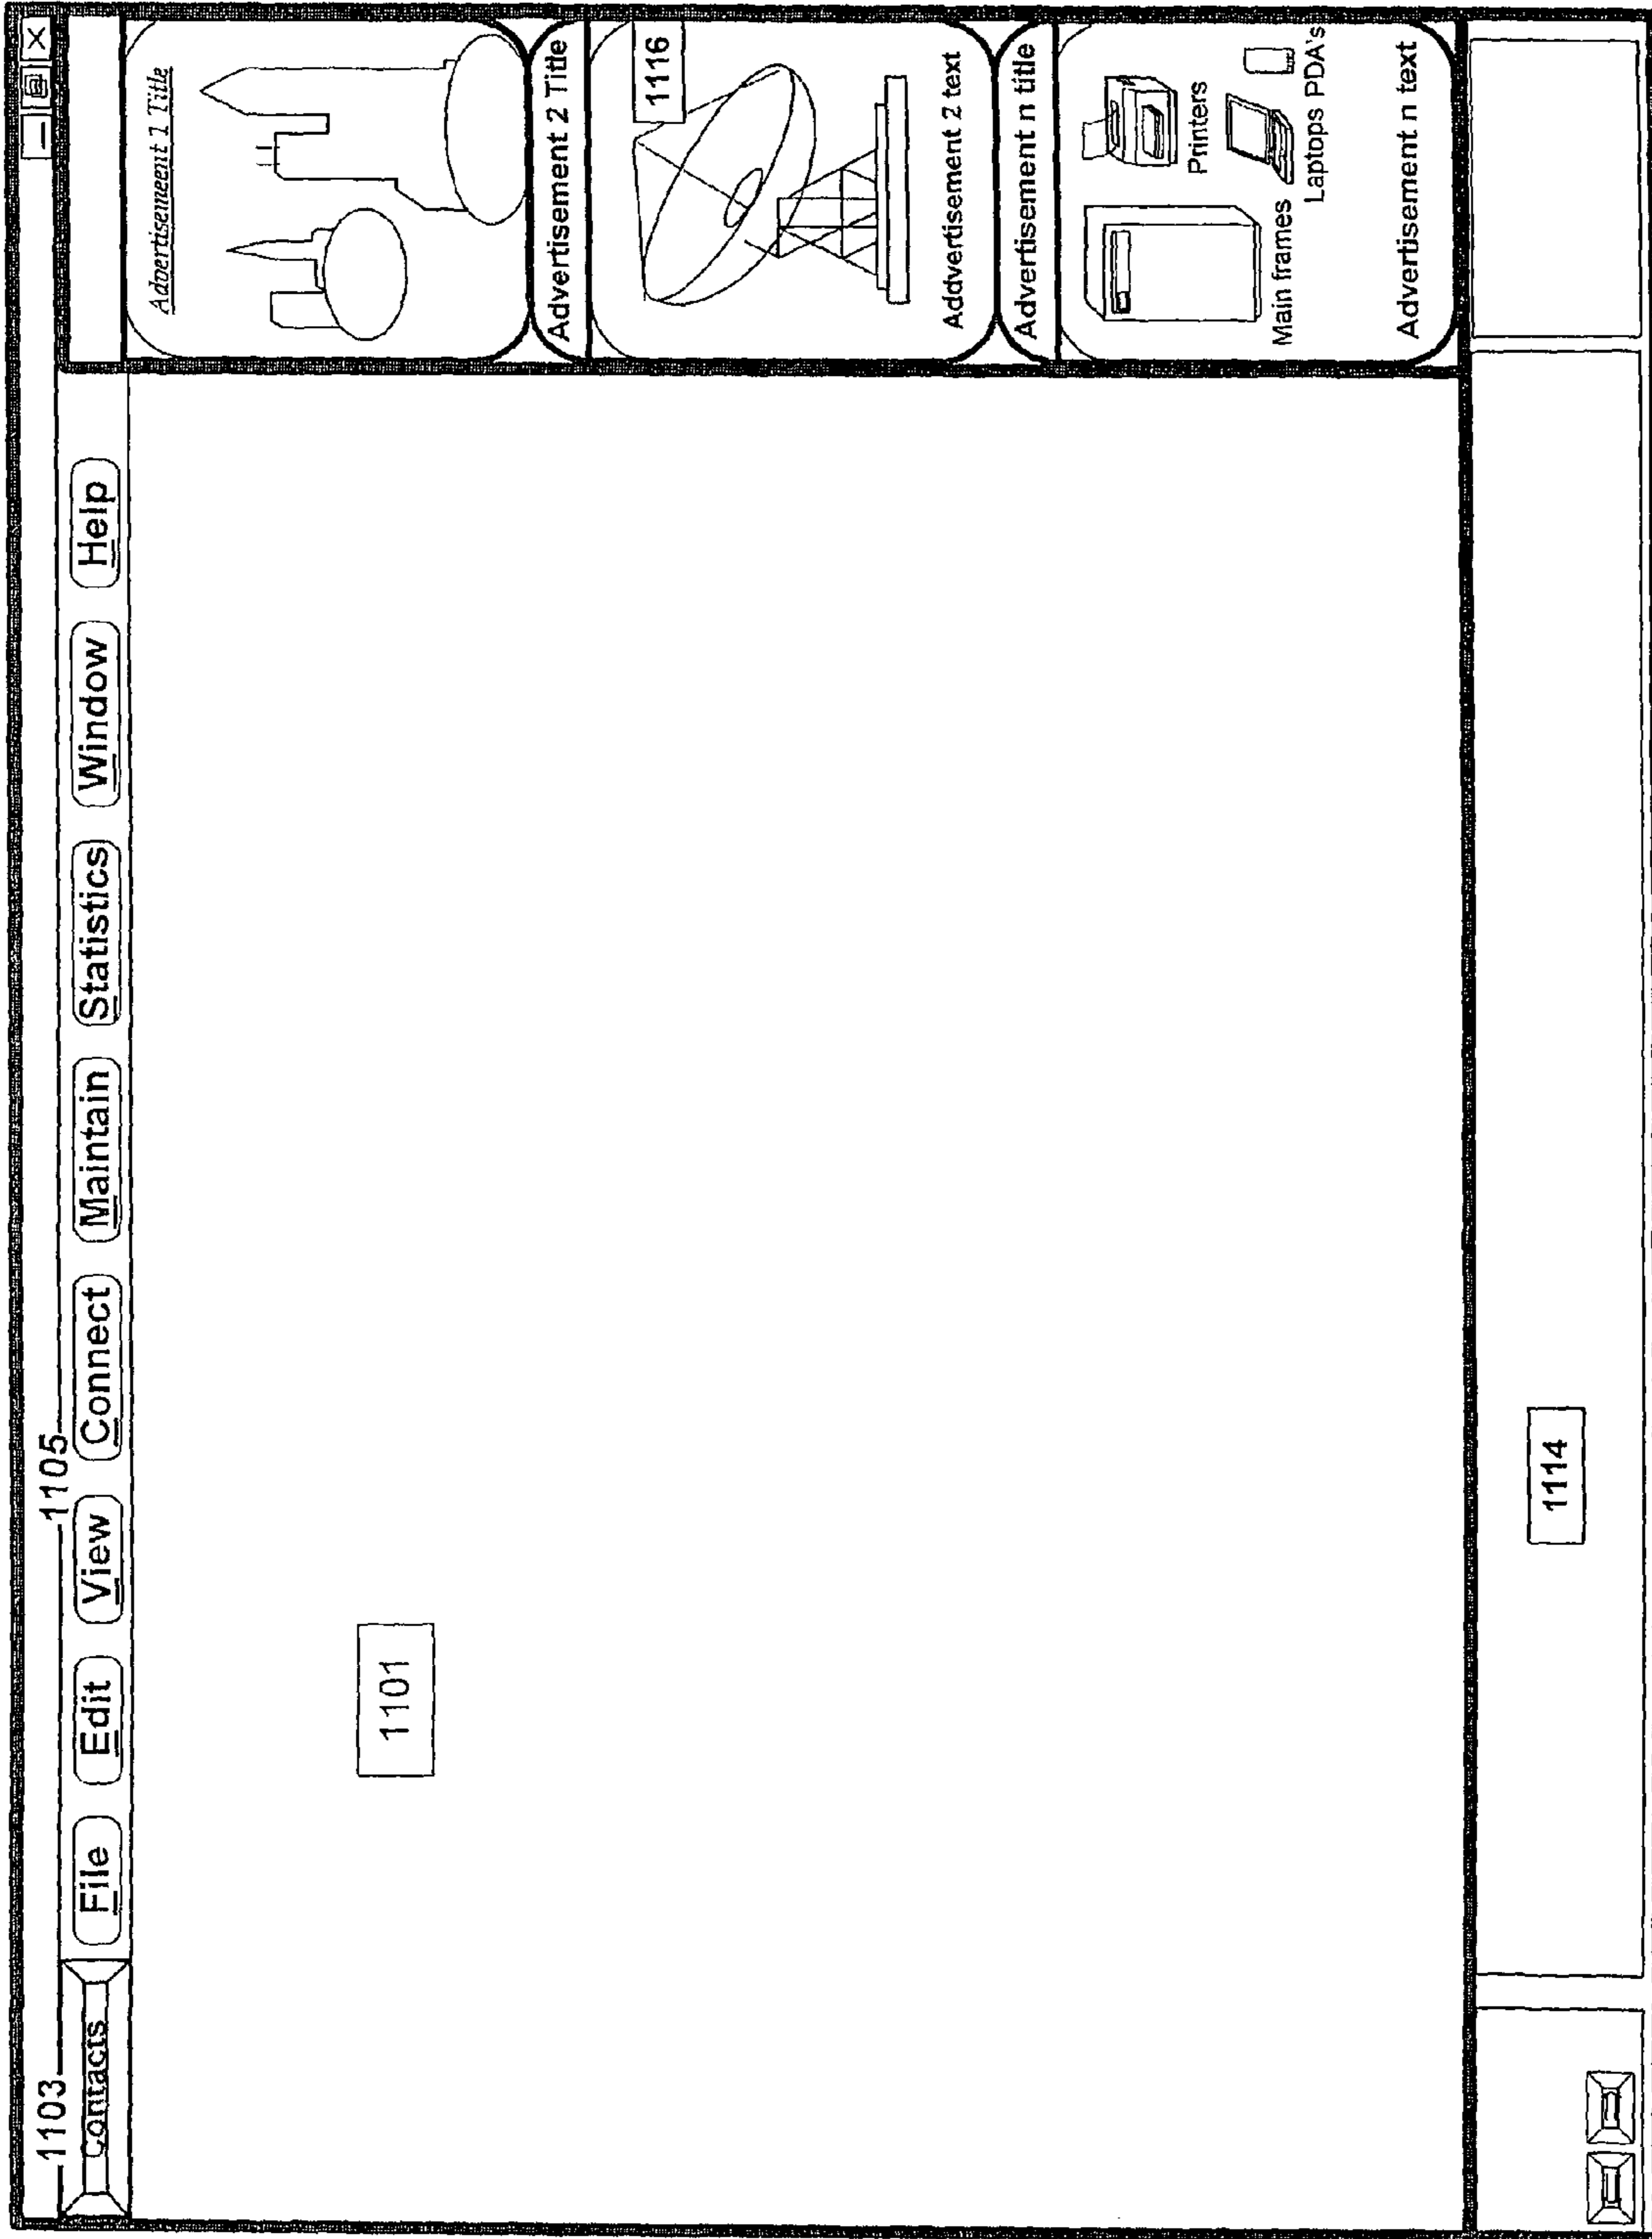 1103
1105
Contacts File Edit View Connect Maintain Statistics Window Help
Advertisement 1 Title
Advertisement 2 Title
1116
Addvertisement 2 text
Advertisement n title
Printers
Main frames
Laptops PDA's
Advertisement n text
1101
1114